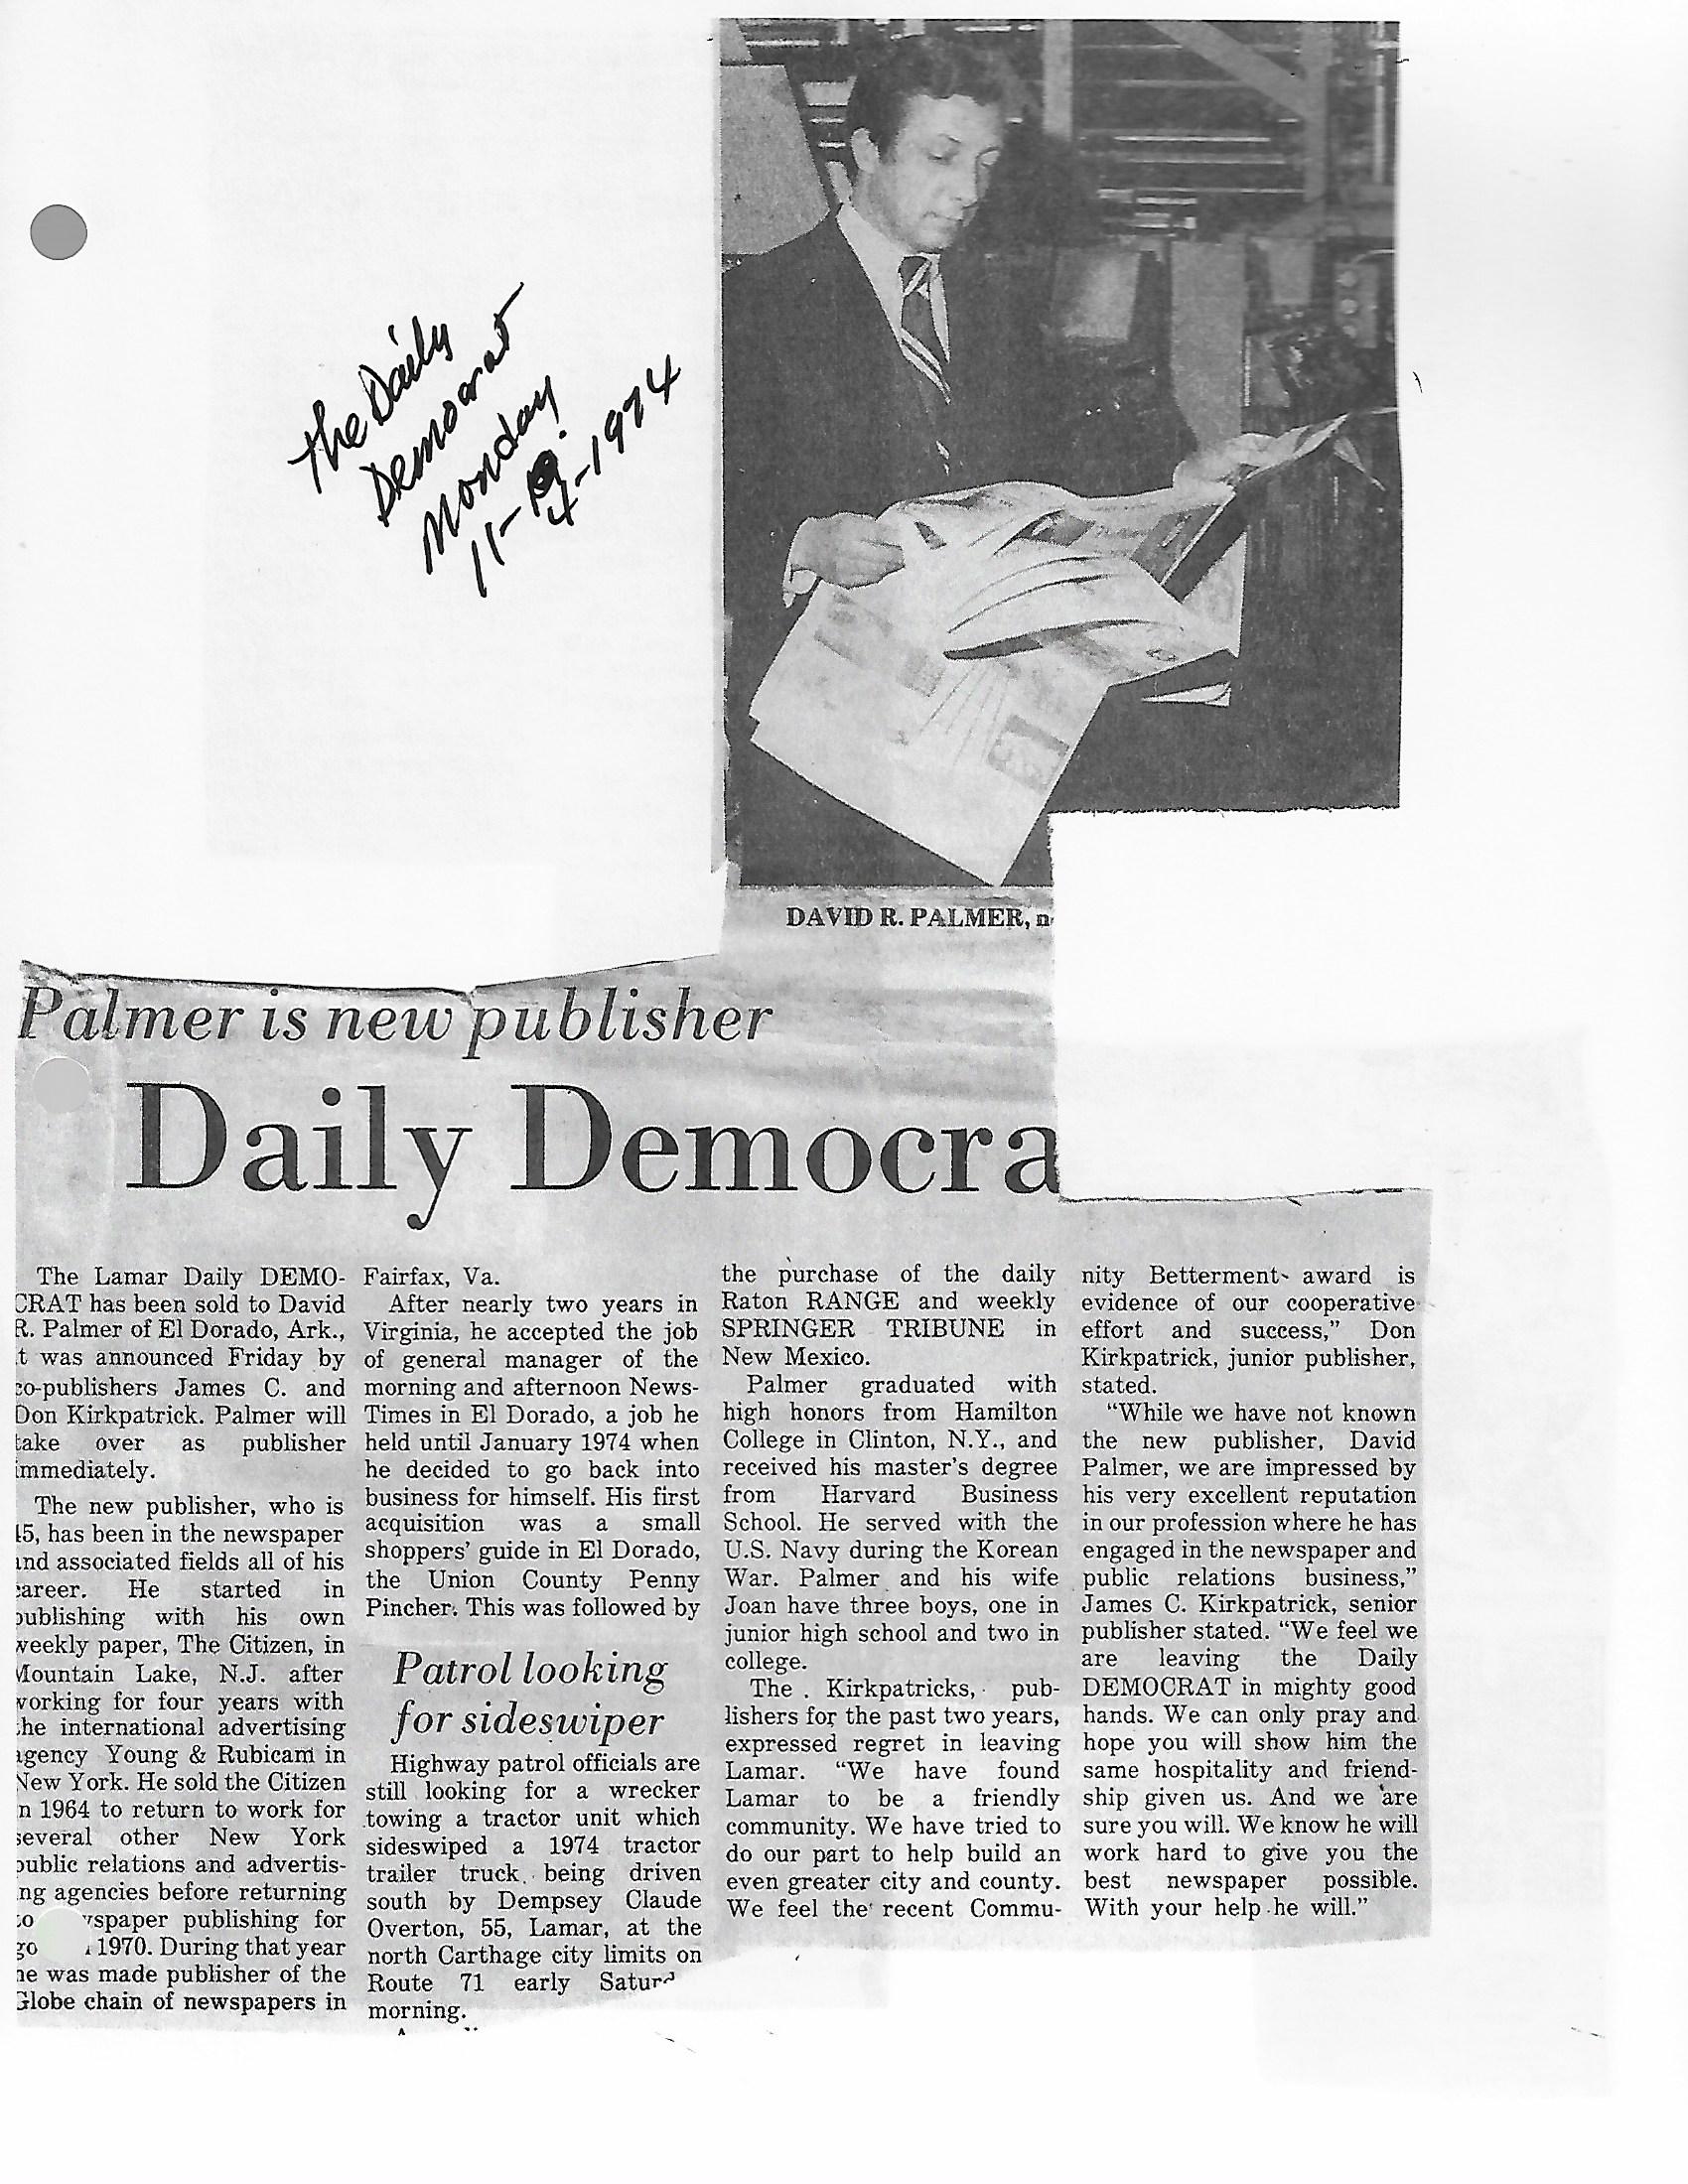 The Daily
Democrat
Monday
11-4-1974
DAVID R. PALMER, n
Palmer is new publisher
Daily Democra
The Lamar Daily DEMO-
CRAT has been sold to David
R. Palmer of El Dorado, Ark.,
t was announced Friday by
co-publishers James C. and
Don Kirkpatrick. Palmer will
take over as publisher
immediately.
The new publisher, who is
45, has been in the newspaper
and associated fields all of his
career. He started in
publishing with his own
weekly paper, The Citizen, in
Mountain Lake, N.J. after
working for four years with
the international advertising
agency Young & Rubicam in
New York. He sold the Citizen
n 1964 to return to work for
several other New York
public relations and advertis-
ng agencies before returning
to wspaper publishing for
go 1970. During that year
he was made publisher of the
Globe chain of newspapers in
Fairfax, Va.
After nearly two years in
Virginia, he accepted the job
of general manager of the
morning and afternoon News-
Times in El Dorado, a job he
held until January 1974 when
he decided to go back into
business for himself. His first
acquisition was a small
shoppers' guide in El Dorado,
the Union County Penny
Pincher. This was followed by
Patrol looking
for sideswiper
Highway patrol officials are
still looking for a wrecker
towing a tractor unit which
sideswiped a 1974 tractor
trailer truck being driven
south by Dempsey Claude
Overton, 55, Lamar, at the
north Carthage city limits on
Route 71 early Saturd
morning.
the purchase of the daily
Raton RANGE and weekly
SPRINGER TRIBUNE in
New Mexico.
Palmer graduated with
high honors from Hamilton
College in Clinton, N.Y., and
received his master's degree
from Harvard Business
School. He served with the
U.S. Navy during the Korean
War. Palmer and his wife
Joan have three boys, one in
junior high school and two in
college.
The Kirkpatricks, pub-
lishers for the past two years,
expressed regret in leaving
Lamar. "We have found
Lamar to be a friendly
community. We have tried to
do our part to help build an
even greater city and county.
We feel the recent Commu-
nity Betterment award is
evidence of our cooperative
effort and success," Don
Kirkpatrick, junior publisher,
stated.
"While we have not known
the new publisher, David
Palmer, we are impressed by
his very excellent reputation
in our profession where he has
engaged in the newspaper and
public relations business,"
James C. Kirkpatrick, senior
publisher stated. "We feel we
are leaving the Daily
DEMOCRAT in mighty good
hands. We can only pray and
hope you will show him the
same hospitality and friend-
ship given us. And we are
sure you will. We know he will
work hard to give you the
best newspaper possible.
With your help he will."